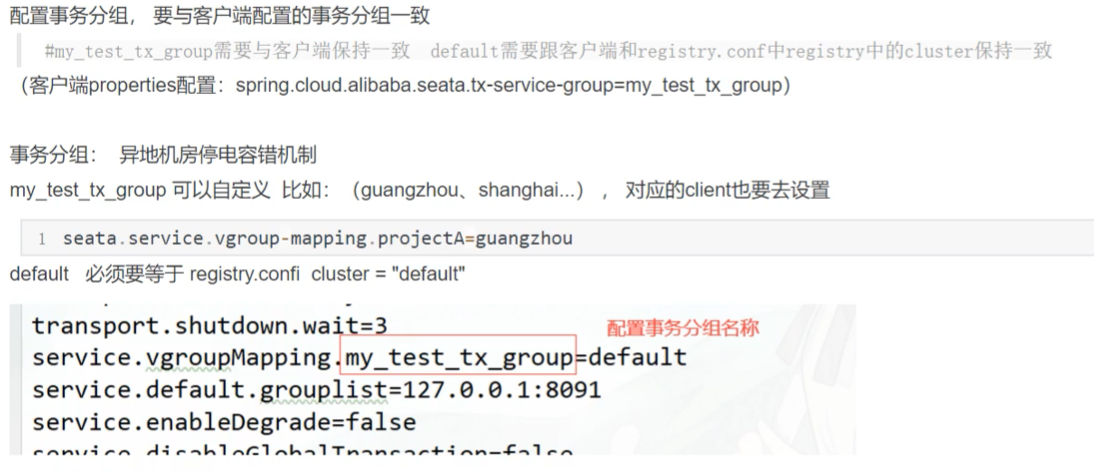 配置事务分组， 要与客户端配置的事务分组一致
#my_test_tx_group需要与客户端保持一致  default需要跟客户端和registry.conf中registry中的cluster保持一致
（客户端properties配置：spring.cloud.alibaba.seata.tx-service-group=my_test_tx_group）
事务分组：  异地机房停电容错机制
my_test_tx_group 可以自定义  比如：（guangzhou、shanghai...） ， 对应的client也要去设置
1 seata.service.vgroup-mapping.projectA=guangzhou
default   必须要等于 registry.confi  cluster = "default"
transport.shutdown.wait=3 配置事务分组名称
service.vgroupMapping.my_test_tx_group=default
service.default.grouplist=127.0.0.1:8091
service.enableDegrade=false
service.disableGlobalTransaction=false